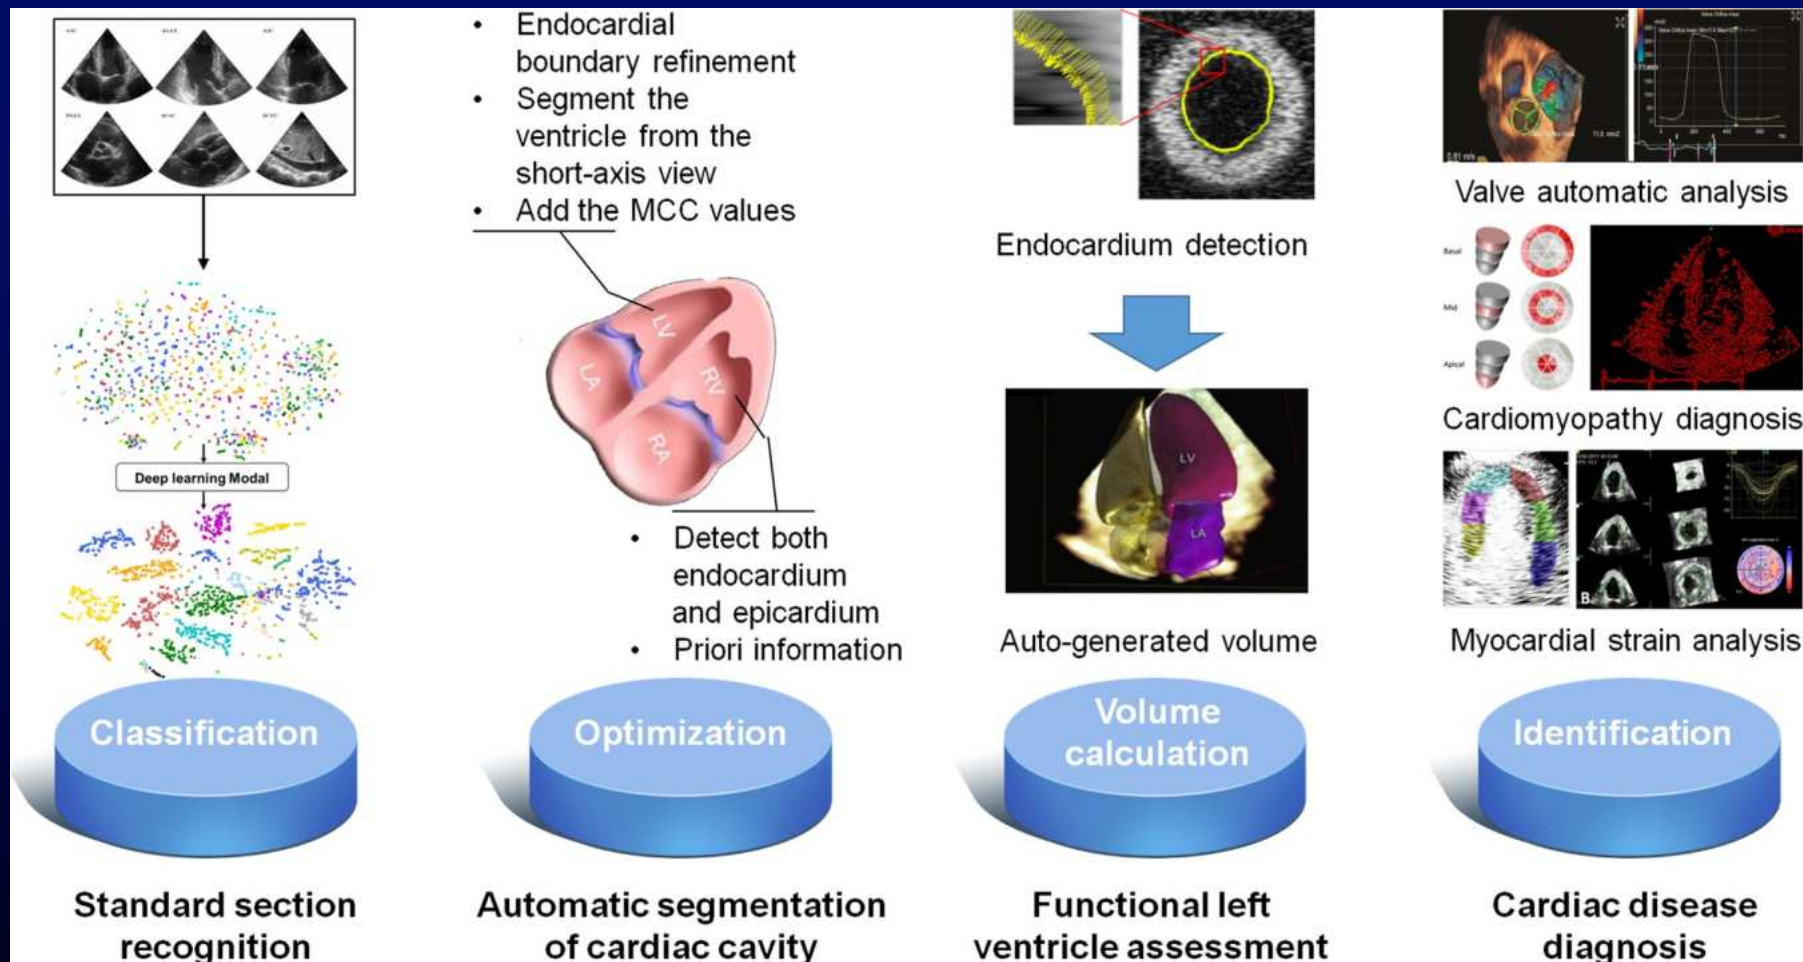 Deep learning Modal
Classification
Standard section
recognition
• Endocardial
boundary refinement
• Segment the
ventricle from the
short-axis view
• Add the MCC values
LV
LA
RV
RA
• Detect both
endocardium
and epicardium
• Priori information
Optimization
Automatic segmentation
of cardiac cavity
Endocardium detection
LV
LA
Auto-generated volume
Volume
calculation
Functional left
ventricle assessment
0.91 m/s
Valve automatic analysis
Basal
Mid
Apical
Cardiomyopathy diagnosis
B
Myocardial strain analysis
Identification
Cardiac disease
diagnosis